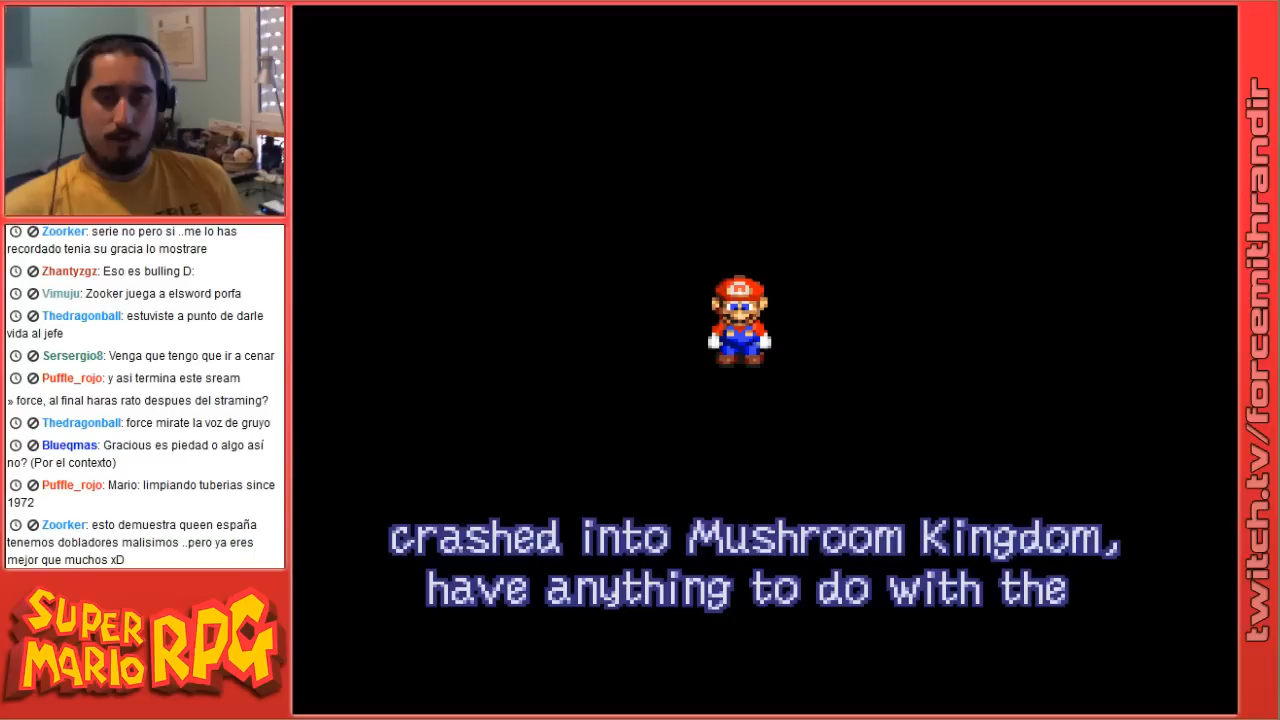 Zoorker: serie no pero si ..me lo has
recordado tenia su gracia lo mostrare
Zhantyzgz: Eso es bulling D:
Vimuju: Zooker juega a elsword porfa
Thedragonball: estuviste a punto de darle
vida al jefe
Sersergio8: Venga que tengo que ir a cenar
Puffle_rojo: y asi termina este sream
» force, al final haras rato despues del straming?
Thedragonball: force mirate la voz de gruyo
Blueqmas: Gracious es piedad o algo así
no? (Por el contexto)
Puffle_rojo: Mario: limpiando tuberias since
1972
Zoorker: esto demuestra queen españa
tenemos dobladores malisimos ..pero ya eres
mejor que muchos xD
SUPER
MARIO RPG
crashed into Mushroom Kingdom,
have anything to do with the
twitch.tv/forcemithrandir